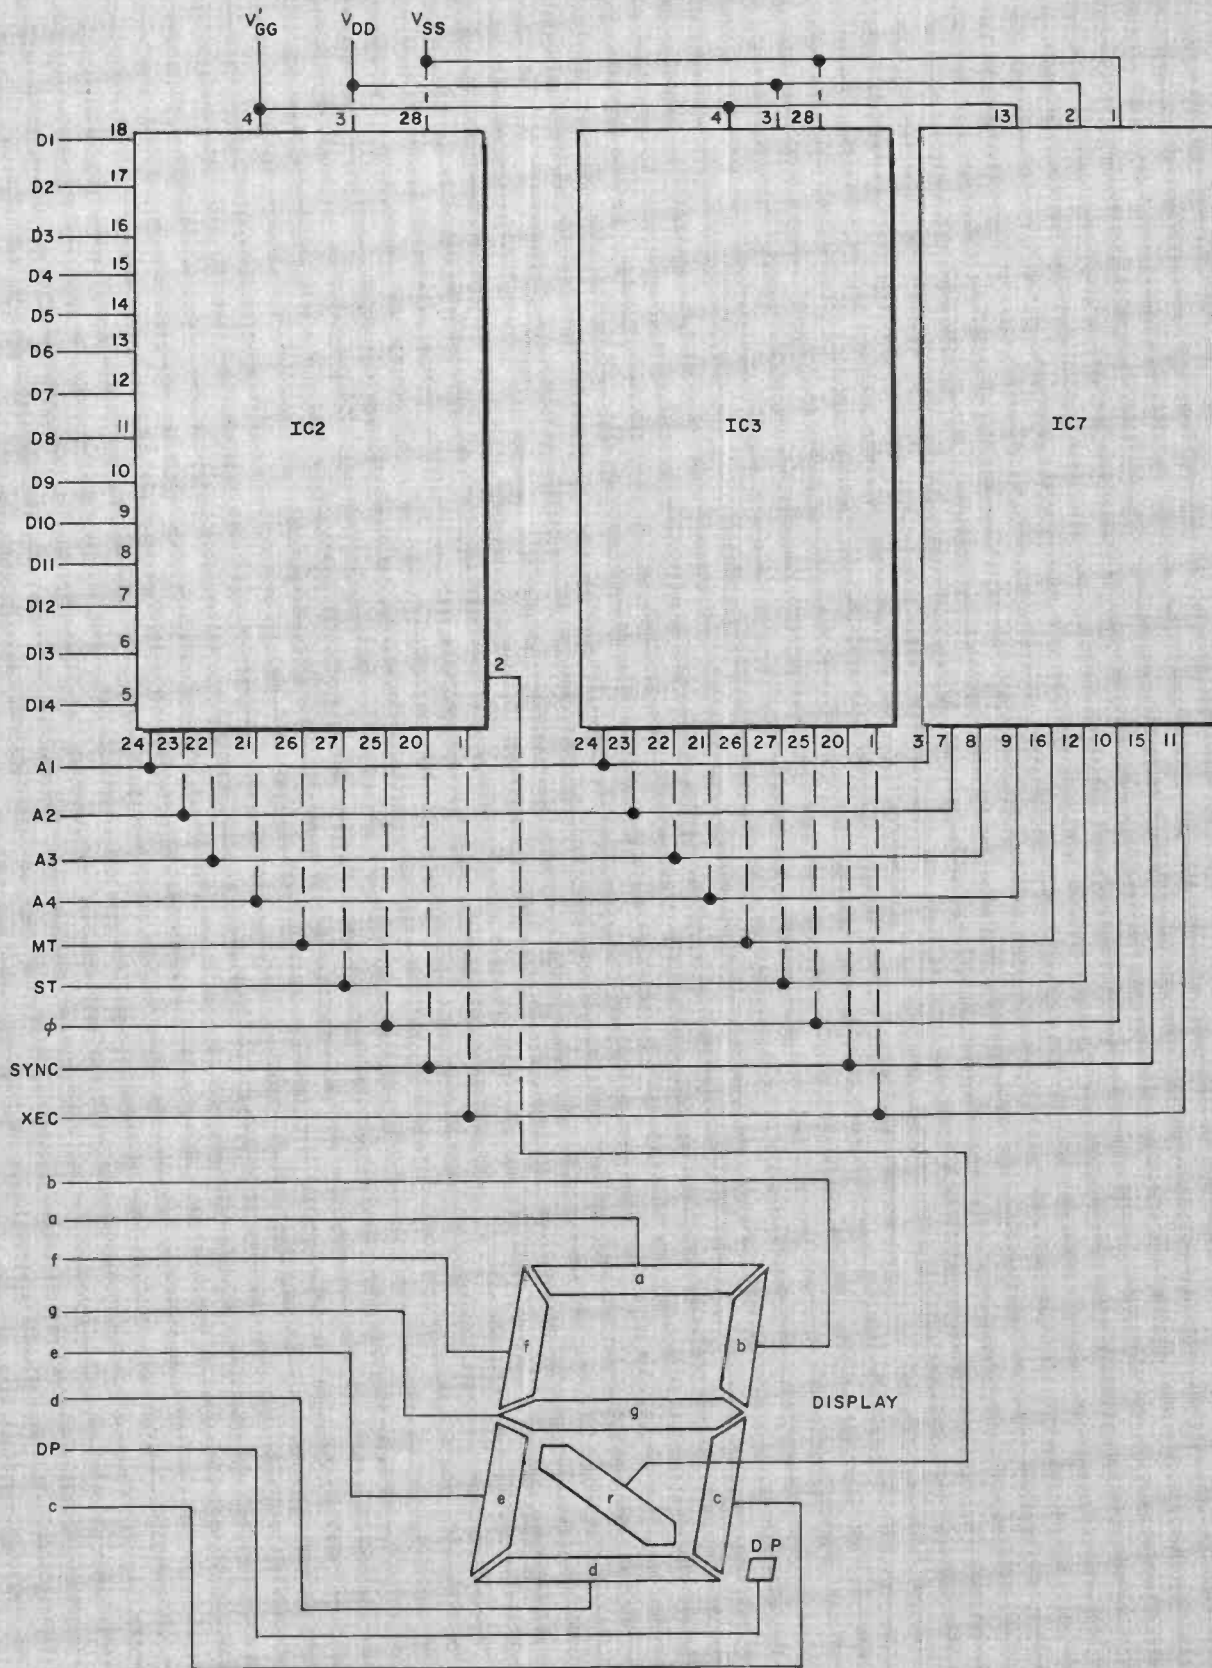 V'GG VDD VSS
4 3 28 4 3 28 13 2 1
D1 18
D2 17
D3 16
D4 15
D5 14
D6 13
D7 12
D8 11
D9 10
D10 9
D11 8
D12 7
D13 6
D14 5
IC2 IC3 IC7
2
24 23 22 21 26 27 25 20 1 24 23 22 21 26 27 25 20 1 3 7 8 9 16 12 10 15 11
A1
A2
A3
A4
MT
ST
ϕ
SYNC
XEC
b
a
f
g
e
d
DP
c
a
f b
g
DISPLAY
e r c
d
DP